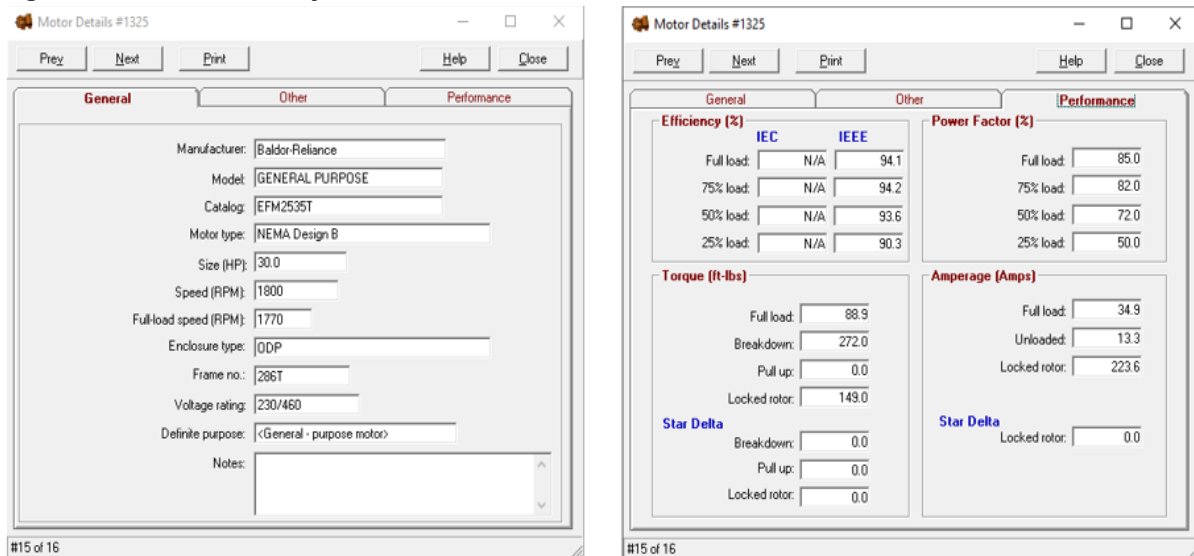 Motor Details #1325
Prev Next Print Help Close
General Other Performance
Manufacturer: Baldor-Reliance
Model: GENERAL PURPOSE
Catalog: EFM2535T
Motor type: NEMA Design B
Size (HP): 30.0
Speed (RPM): 1800
Full-load speed (RPM): 1770
Enclosure type: ODP
Frame no.: 286T
Voltage rating: 230/460
Definite purpose: <General - purpose motor>
Notes:
#15 of 16
Motor Details #1325
Prev Next Print Help Close
General Other Performance
Efficiency (%)
IEC IEEE
Full load: N/A 94.1
75% load: N/A 94.2
50% load: N/A 93.6
25% load: N/A 90.3
Power Factor (%)
Full load: 85.0
75% load: 82.0
50% load: 72.0
25% load: 50.0
Torque (ft-lbs)
Full load: 88.9
Breakdown: 272.0
Pull up: 0.0
Locked rotor: 149.0
Star Delta
Breakdown: 0.0
Pull up: 0.0
Locked rotor: 0.0
Amperage (Amps)
Full load: 34.9
Unloaded: 13.3
Locked rotor: 223.6
Star Delta
Locked rotor: 0.0
#15 of 16